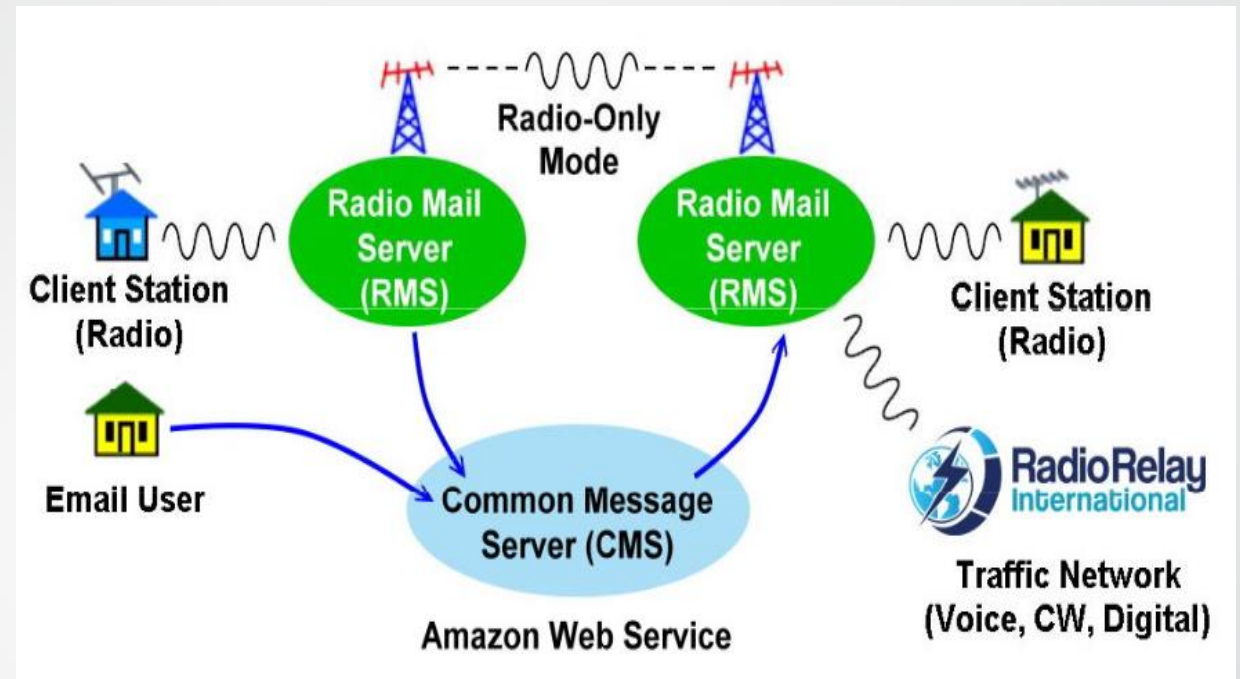 Radio-Only
Mode
Radio Mail
Server
(RMS)
Radio Mail
Server
(RMS)
Client Station
(Radio)
Client Station
(Radio)
Email User
Common Message
Server (CMS)
Amazon Web Service
RadioRelay
International
Traffic Network
(Voice, CW, Digital)